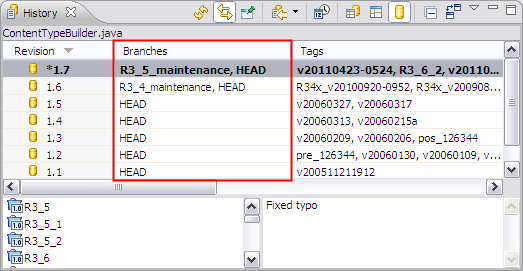 History
ContentTypeBuilder.java
Revision Branches Tags
*1.7 R3_5_maintenance, HEAD v20110423-0524, R3_6_2, v20110...
1.6 R3_4_maintenance, HEAD R34x_v20100920-0952, R34x_v200908...
1.5 HEAD v20060327, v20060317
1.4 HEAD v20060313, v20060215a
1.3 HEAD v20060209, v20060206, pos_126344
1.2 HEAD pre_126344, v20060130, v20060109, v...
1.1 HEAD v200511211912
R3_5 Fixed typo
R3_5_1
R3_5_2
R3_6